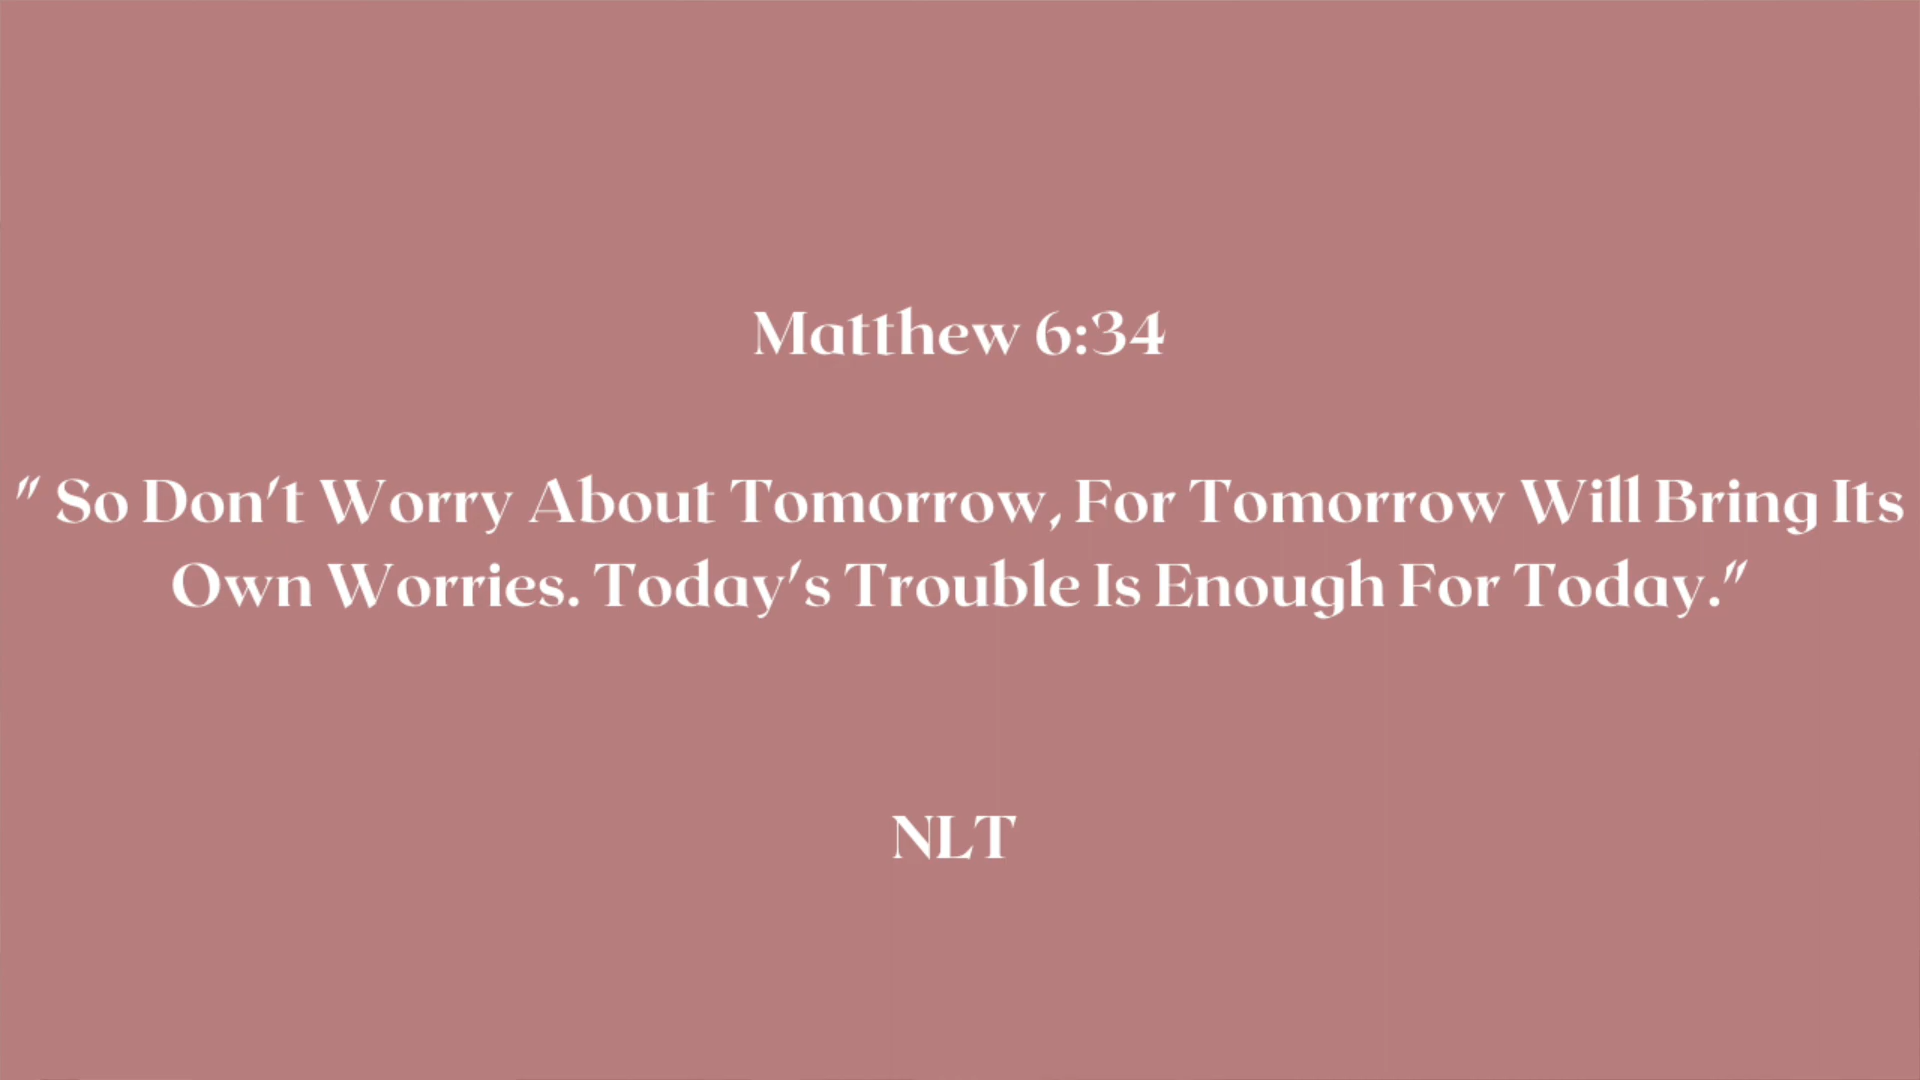 Matthew 6:34
" So Don't Worry About Tomorrow, For Tomorrow Will Bring Its
Own Worries. Today's Trouble Is Enough For Today."
NLT